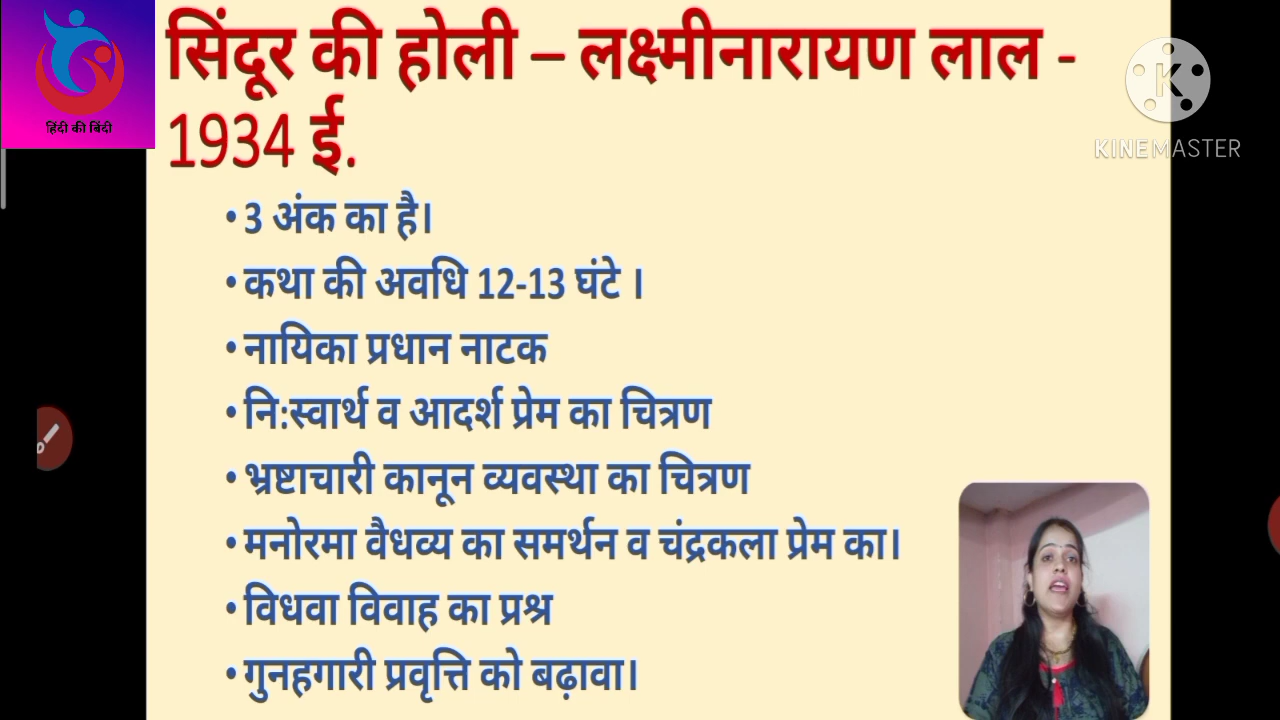 सिंदूर की होली – लक्ष्मीनारायण लाल -
1934 ई.
• 3 अंक का है।
• कथा की अवधि 12-13 घंटे ।
• नायिका प्रधान नाटक
• नि:स्वार्थ व आदर्श प्रेम का चित्रण
• भ्रष्टाचारी कानून व्यवस्था का चित्रण
• मनोरमा वैधव्य का समर्थन व चंद्रकला प्रेम का।
• विधवा विवाह का प्रश्न
• गुनहगारी प्रवृत्ति को बढ़ावा।
हिंदी की बिंदी
K
KINEMASTER